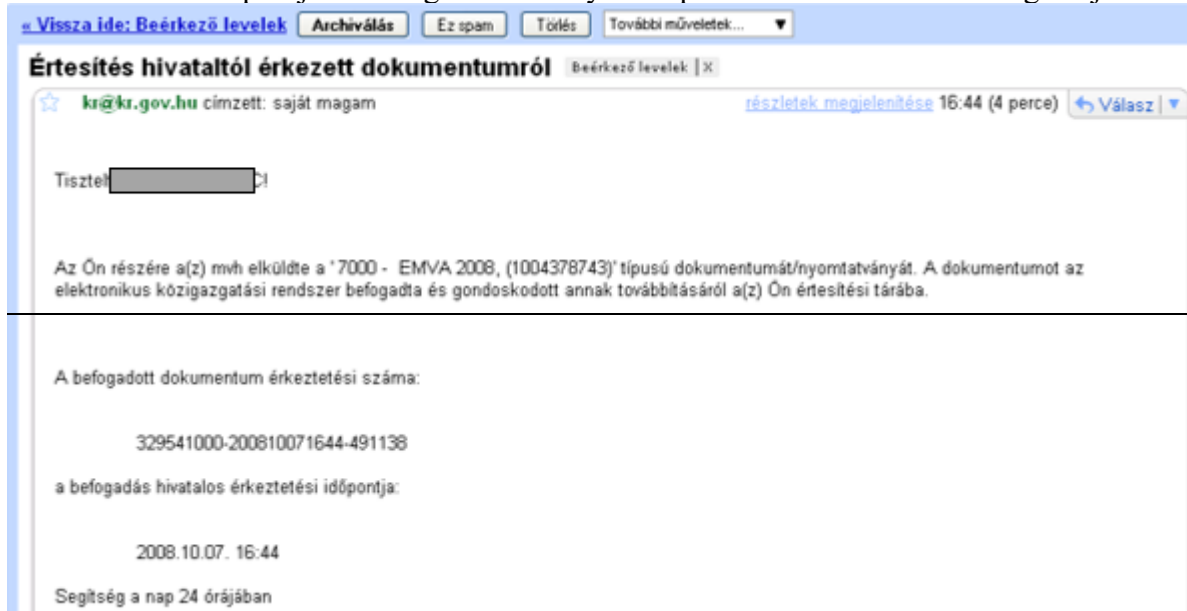 « Vissza ide: Beérkező levelek Archiválás Ez spam Törlés További műveletek... ▼
Értesítés hivataltól érkezett dokumentumról Beérkező levelek | x
kr@kr.gov.hu címzett: saját magam részletek megjelenítése 16:44 (4 perce) Válasz
C!
Az Ön részére a(z) mvh elküldte a '7000 - EMVA 2008, (1004378743)' típusú dokumentumát/nyomtatványát. A dokumentumot az
elektronikus közigazgatási rendszer befogadta és gondoskodott annak továbbításáról a(z) Ön értesítési tárába.
A befogadott dokumentum érkeztetési száma:
329541000-200810071644-491138
a befogadás hivatalos érkeztetési időpontja:
2008.10.07. 16:44
Segítség a nap 24 órájában